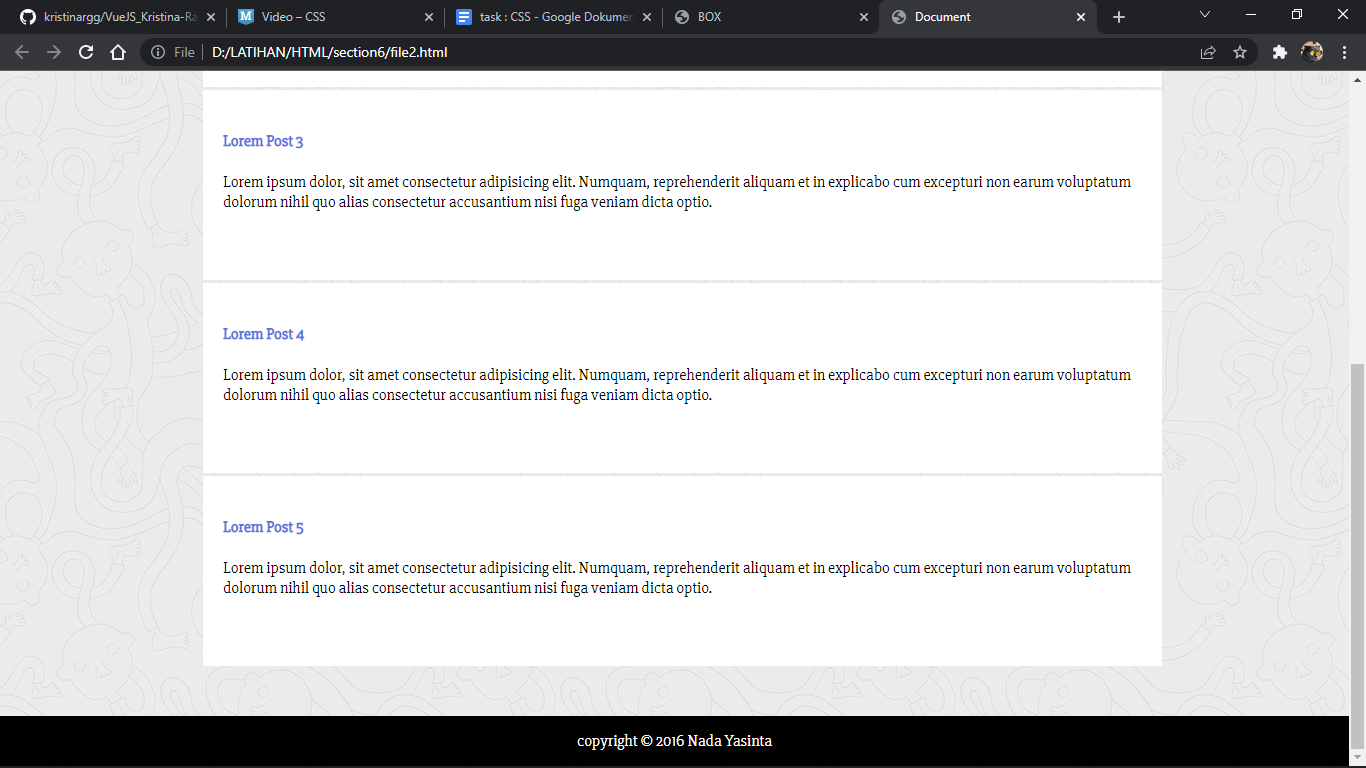 kristinargg/VueJS_Kristina-Ra
Video – CSS
task : CSS - Google Dokumen
BOX
Document
File
D:/LATIHAN/HTML/section6/file2.html
Lorem Post 3
Lorem ipsum dolor, sit amet consectetur adipisicing elit. Numquam, reprehenderit aliquam et in explicabo cum excepturi non earum voluptatum
dolorum nihil quo alias consectetur accusantium nisi fuga veniam dicta optio.
Lorem Post 4
Lorem ipsum dolor, sit amet consectetur adipisicing elit. Numquam, reprehenderit aliquam et in explicabo cum excepturi non earum voluptatum
dolorum nihil quo alias consectetur accusantium nisi fuga veniam dicta optio.
Lorem Post 5
Lorem ipsum dolor, sit amet consectetur adipisicing elit. Numquam, reprehenderit aliquam et in explicabo cum excepturi non earum voluptatum
dolorum nihil quo alias consectetur accusantium nisi fuga veniam dicta optio.
copyright © 2016 Nada Yasinta